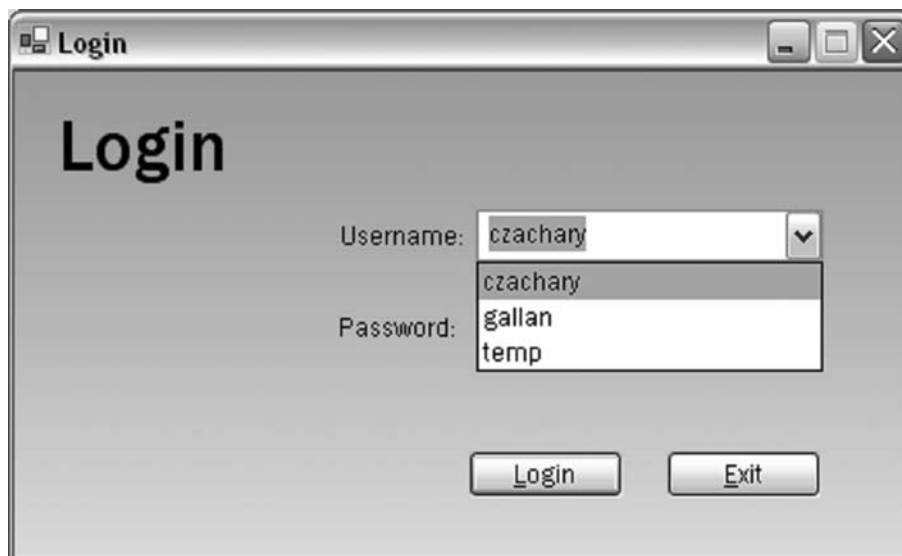 Login
Login
Username: czachary
czachary
gallan
Password:
temp
Login Exit